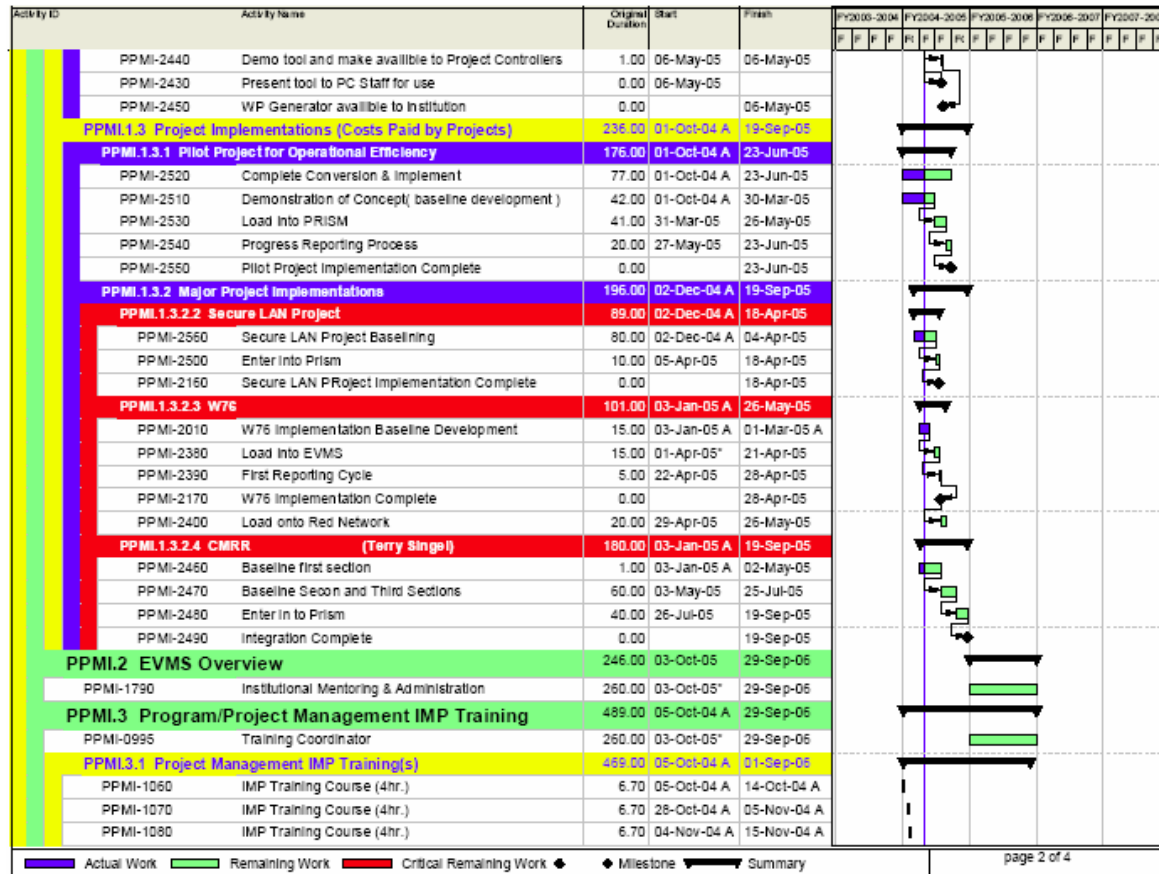 Activity ID Activity Name Original Duration Start Finish FY2003-2004 FY2004-2005 FY2005-2006 FY2006-2007 FY2007-200
F F F F R F F R F F F F F F F F F F F
PPMI-2440 Demo tool and make availible to Project Controllers 1.00 06-May-05 06-May-05
PPMI-2430 Present tool to PC Staff for use 0.00 06-May-05
PPMI-2450 WP Generator availible to Institution 0.00 06-May-05
PPMI.1.3 Project Implementations (Costs Paid by Projects) 236.00 01-Oct-04 A 19-Sep-05
PPMI.1.3.1 Pilot Project for Operational Efficiency 176.00 01-Oct-04 A 23-Jun-05
PPMI-2520 Complete Conversion & Implement 77.00 01-Oct-04 A 23-Jun-05
PPMI-2510 Demonstration of Concept( baseline development ) 42.00 01-Oct-04 A 30-Mar-05
PPMI-2530 Load Into PRISM 41.00 31-Mar-05 26-May-05
PPMI-2540 Progress Reporting Process 20.00 27-May-05 23-Jun-05
PPMI-2550 Pilot Project Implementation Complete 0.00 23-Jun-05
PPMI.1.3.2 Major Project Implementations 196.00 02-Dec-04 A 19-Sep-05
PPMI.1.3.2.2 Secure LAN Project 89.00 02-Dec-04 A 18-Apr-05
PPMI-2560 Secure LAN Project Baselining 80.00 02-Dec-04 A 04-Apr-05
PPMI-2500 Enter into Prism 10.00 05-Apr-05 18-Apr-05
PPMI-2160 Secure LAN PRoject Implementation Complete 0.00 18-Apr-05
PPMI.1.3.2.3 W76 101.00 03-Jan-05 A 26-May-05
PPMI-2010 W76 Implementation Baseline Development 15.00 03-Jan-05 A 01-Mar-05 A
PPMI-2380 Load Into EVMS 15.00 01-Apr-05* 21-Apr-05
PPMI-2390 First Reporting Cycle 5.00 22-Apr-05 28-Apr-05
PPMI-2170 W76 Implementation Complete 0.00 28-Apr-05
PPMI-2400 Load onto Red Network 20.00 29-Apr-05 26-May-05
PPMI.1.3.2.4 CMRR (Terry Singel) 180.00 03-Jan-05 A 19-Sep-05
PPMI-2460 Baseline first section 1.00 03-Jan-05 A 02-May-05
PPMI-2470 Baseline Secon and Third Sections 60.00 03-May-05 25-Jul-05
PPMI-2480 Enter in to Prism 40.00 26-Jul-05 19-Sep-05
PPMI-2490 Integration Complete 0.00 19-Sep-05
PPMI.2 EVMS Overview 246.00 03-Oct-05 29-Sep-06
PPMI-1790 Institutional Mentoring & Administration 260.00 03-Oct-05* 29-Sep-06
PPMI.3 Program/Project Management IMP Training 489.00 05-Oct-04 A 29-Sep-06
PPMI-0995 Training Coordinator 260.00 03-Oct-05* 29-Sep-06
PPMI.3.1 Project Management IMP Training(s) 469.00 05-Oct-04 A 01-Sep-06
PPMI-1060 IMP Training Course (4hr.) 6.70 05-Oct-04 A 14-Oct-04 A
PPMI-1070 IMP Training Course (4hr.) 6.70 28-Oct-04 A 05-Nov-04 A
PPMI-1080 IMP Training Course (4hr.) 6.70 04-Nov-04 A 15-Nov-04 A
Actual Work Remaining Work Critical Remaining Work Milestone Summary page 2 of 4